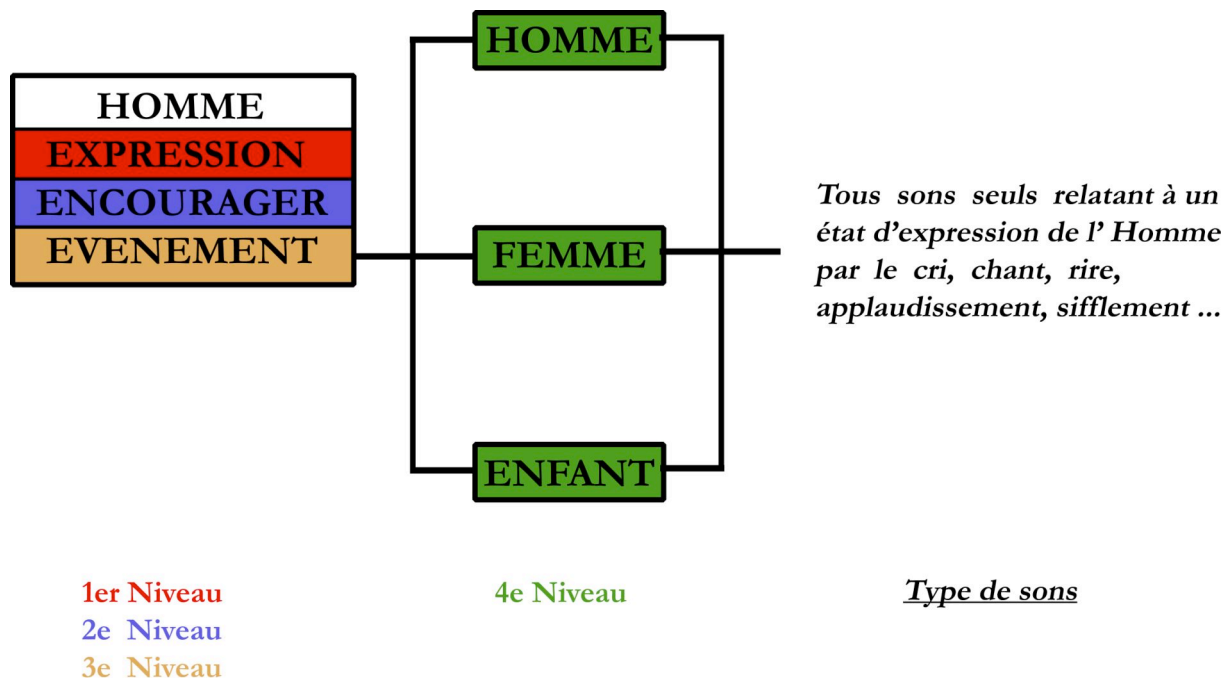 HOMME
EXPRESSION
ENCOURAGER
EVENEMENT
HOMME
FEMME
ENFANT
Tous sons seuls relatant à un
état d'expression de l' Homme
par le cri, chant, rire,
applaudissement, sifflement ...
1er Niveau
2e Niveau
3e Niveau
4e Niveau
Type de sons